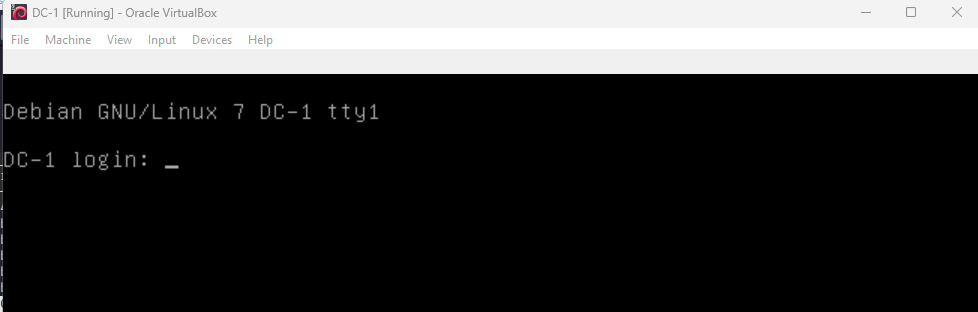 DC-1 [Running] - Oracle VirtualBox
File Machine View Input Devices Help
Debian GNU/Linux 7 DC-1 tty1
DC-1 login: _